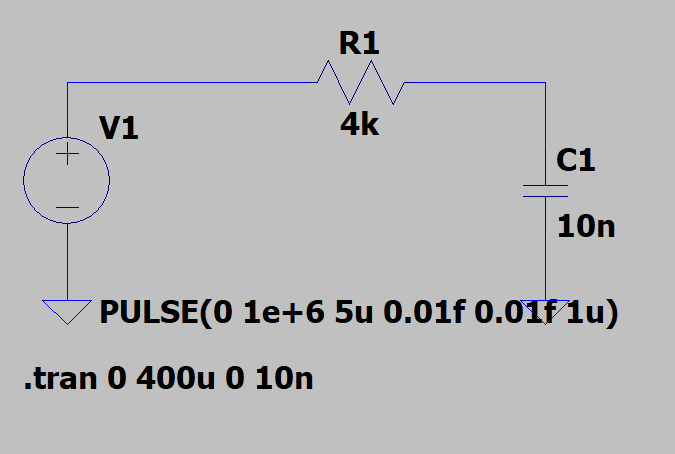 R1
V1
4k
C1
10n
PULSE(0 1e+6 5u 0.01f 0.01f 1u)
.tran 0 400u 0 10n